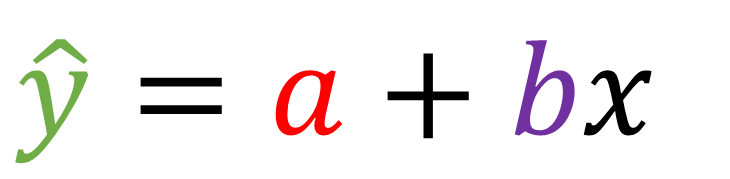 ŷ = a + bx